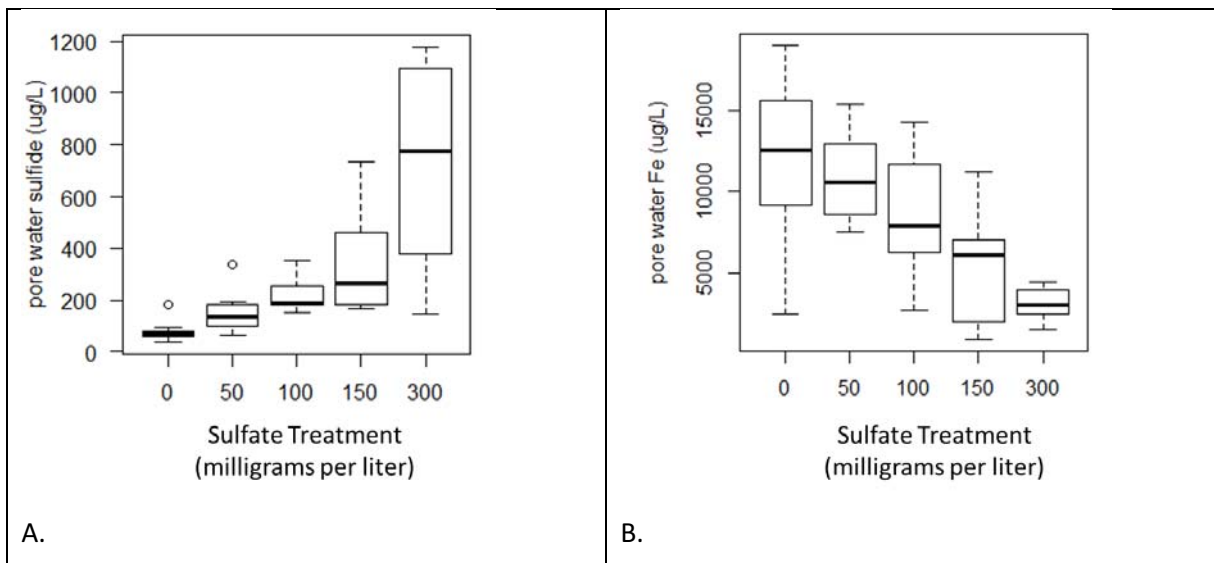 1200
1000
800
600
400
200
0
pore water sulfide (ug/L)
0 50 100 150 300
Sulfate Treatment
(milligrams per liter)
A.
15000
10000
5000
pore water Fe (ug/L)
0 50 100 150 300
Sulfate Treatment
(milligrams per liter)
B.